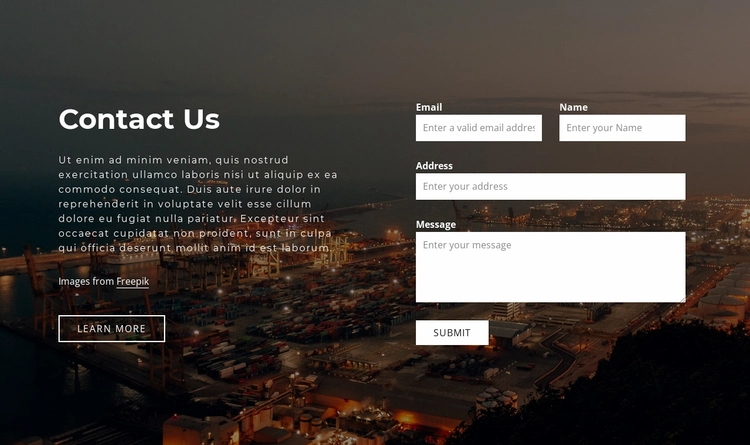 Contact Us
Ut enim ad minim veniam, quis nostrud
exercitation ullamco laboris nisi ut aliquip ex ea
commodo consequat. Duis aute irure dolor in
reprehenderit in voluptate velit esse cillum
dolore eu fugiat nulla pariatur. Excepteur sint
occaecat cupidatat non proident, sunt in culpa
qui officia deserunt mollit anim id est laborum.
Images from Freepik
LEARN MORE
Email
Enter a valid email addres
Name
Enter your Name
Address
Enter your address
Message
Enter your message
SUBMIT